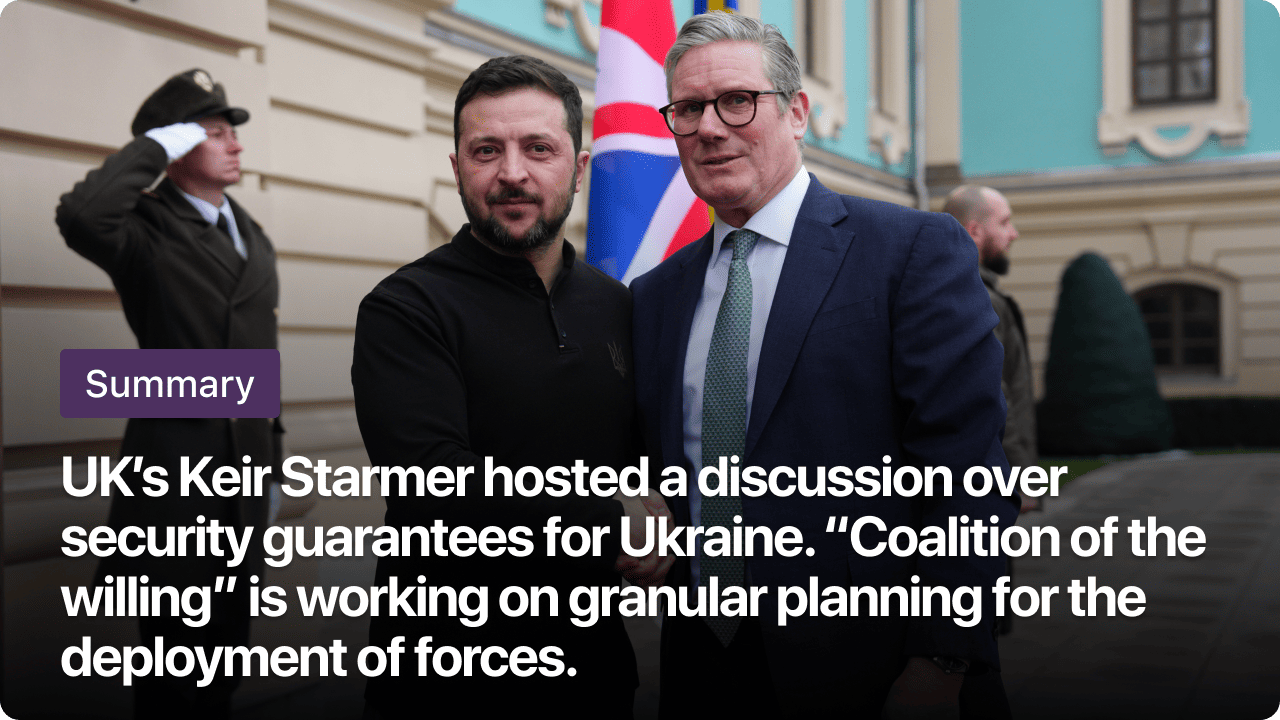 Summary
UK’s Keir Starmer hosted a discussion over
security guarantees for Ukraine. “Coalition of the
willing” is working on granular planning for the
deployment of forces.